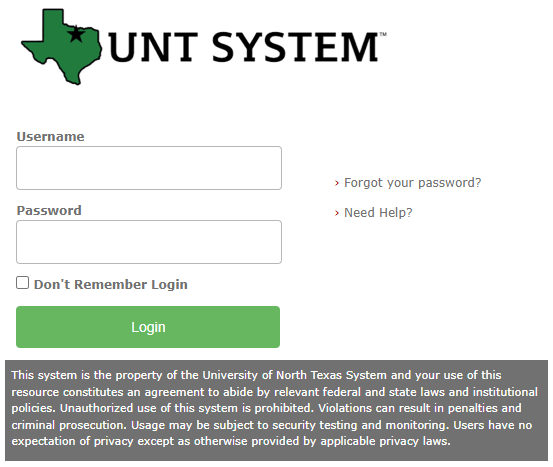 UNT SYSTEM™
Username
Password
› Forgot your password?
› Need Help?
Don't Remember Login
Login
This system is the property of the University of North Texas System and your use of this
resource constitutes an agreement to abide by relevant federal and state laws and institutional
policies. Unauthorized use of this system is prohibited. Violations can result in penalties and
criminal prosecution. Usage may be subject to security testing and monitoring. Users have no
expectation of privacy except as otherwise provided by applicable privacy laws.